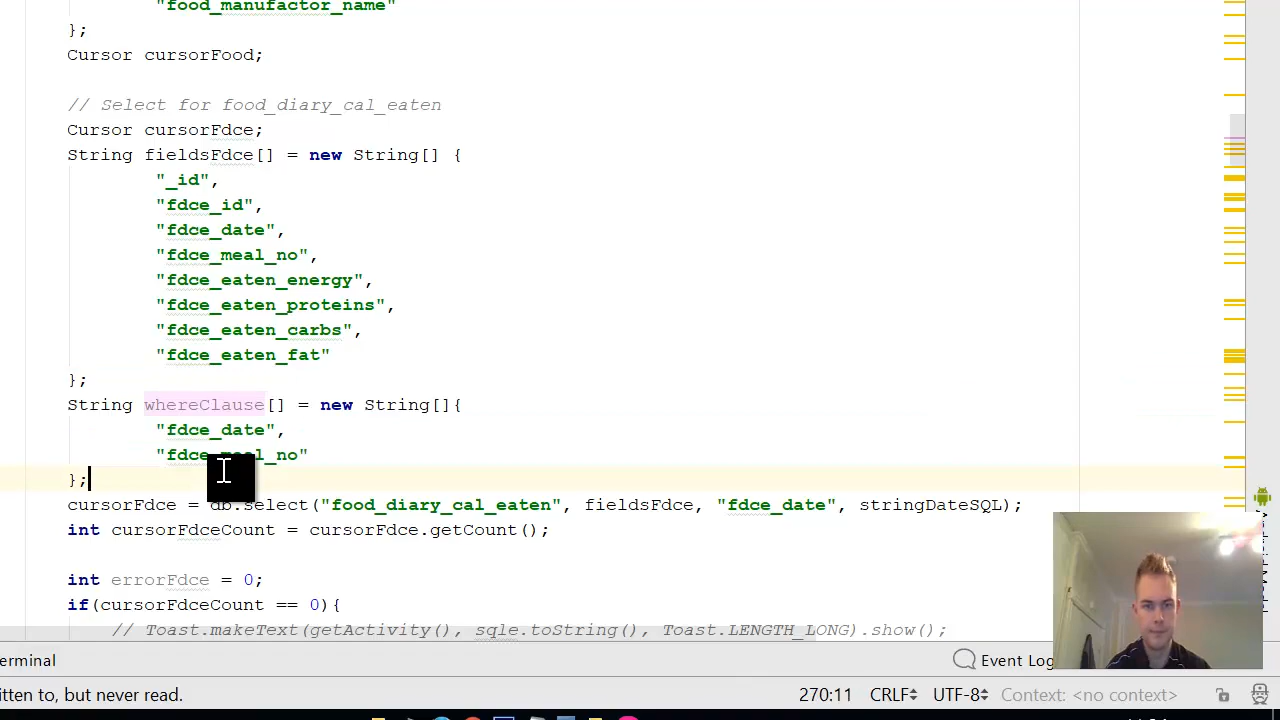 "food_manufactor_name"
};
Cursor cursorFood;
// Select for food_diary_cal_eaten
Cursor cursorFdce;
String fieldsFdce[] = new String[] {
"_id",
"fdce_id",
"fdce_date",
"fdce_meal_no",
"fdce_eaten_energy",
"fdce_eaten_proteins",
"fdce_eaten_carbs",
"fdce_eaten_fat"
};
String whereClause[] = new String[]{
"fdce_date",
"fdce_meal_no"
};
cursorFdce = db.select("food_diary_cal_eaten", fieldsFdce, "fdce_date", stringDateSQL);
int cursorFdceCount = cursorFdce.getCount();
int errorFdce = 0;
if(cursorFdceCount == 0){
// Toast.makeText(getActivity(), sqle.toString(), Toast.LENGTH_LONG).show();
erminal Event Log
itten to, but never read. 270:11 CRLF UTF-8 Context: <no context>